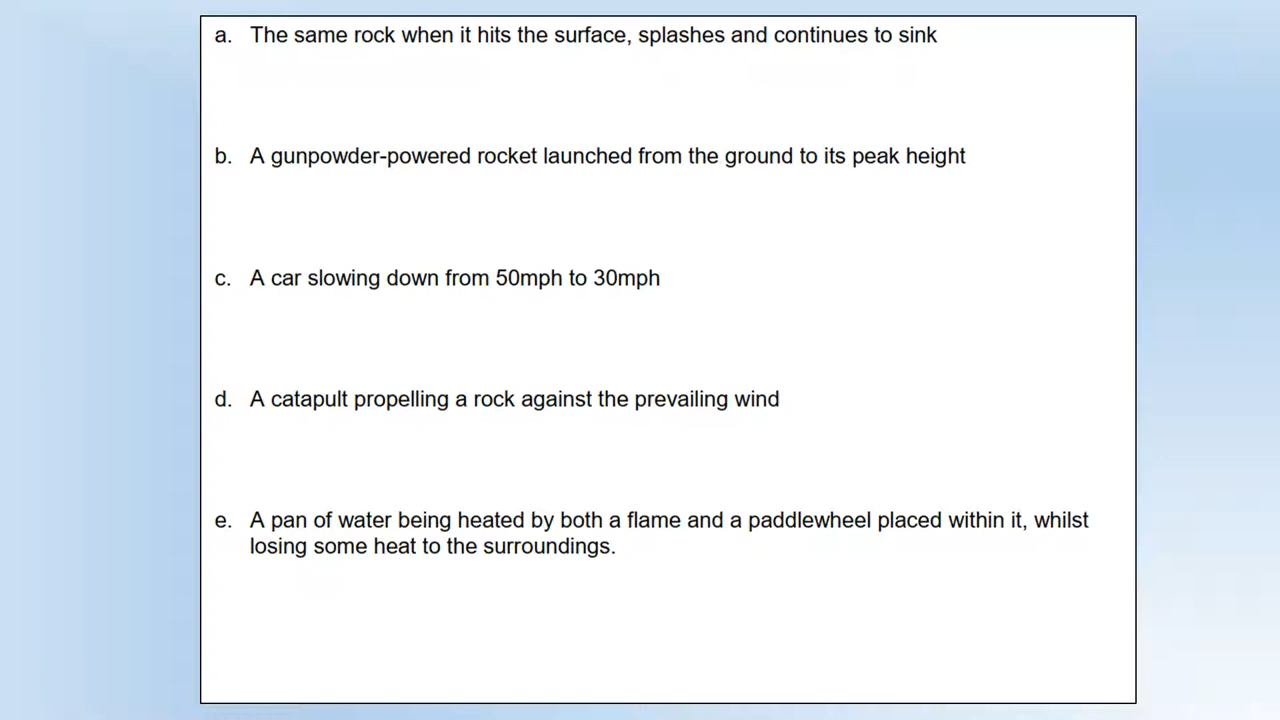 a. The same rock when it hits the surface, splashes and continues to sink
b. A gunpowder-powered rocket launched from the ground to its peak height
c. A car slowing down from 50mph to 30mph
d. A catapult propelling a rock against the prevailing wind
e. A pan of water being heated by both a flame and a paddlewheel placed within it, whilst
losing some heat to the surroundings.